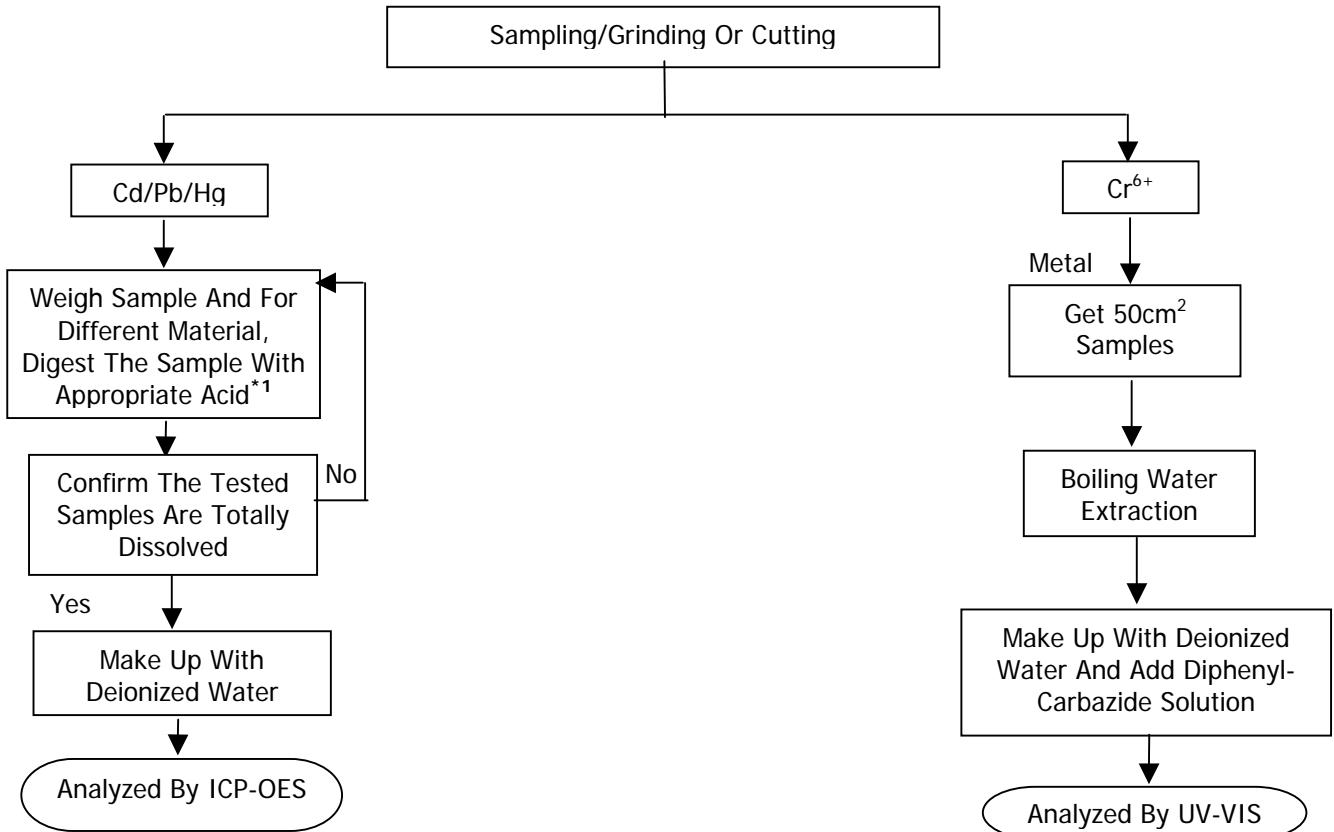 Sampling/Grinding Or Cutting
Cd/Pb/Hg
Weigh Sample And For
Different Material,
Digest The Sample With
Appropriate Acid*1
Confirm The Tested
Samples Are Totally
Dissolved
No
Yes
Make Up With
Deionized Water
Analyzed By ICP-OES
Cr6+
Metal
Get 50cm2
Samples
Boiling Water
Extraction
Make Up With Deionized
Water And Add Diphenyl-
Carbazide Solution
Analyzed By UV-VIS